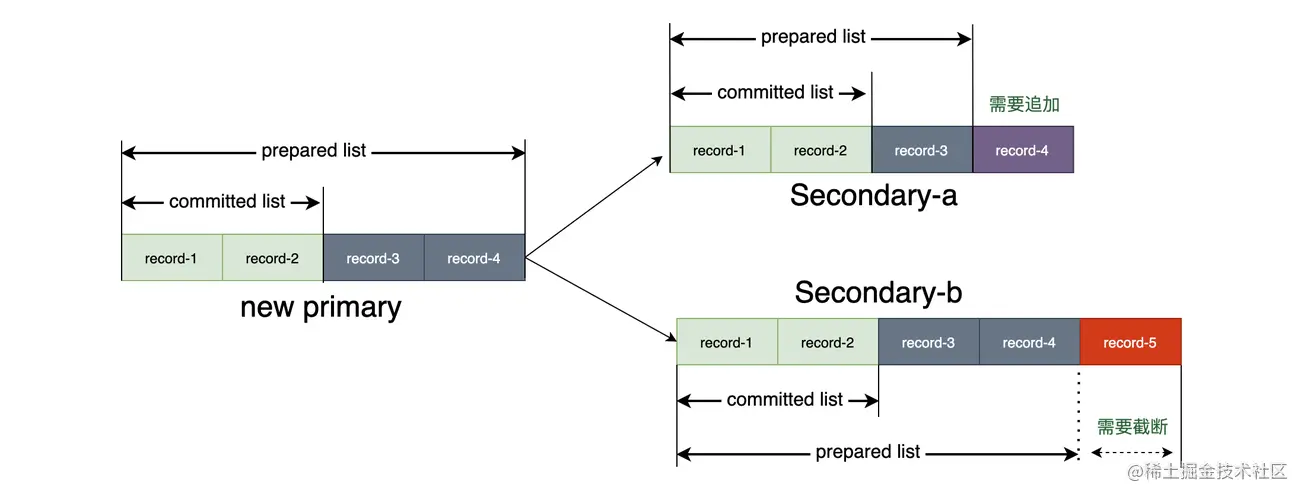 prepared list
committed list
record-1
record-2
record-3
record-4
new primary
prepared list
committed list
需要追加
record-1
record-2
record-3
record-4
Secondary-a
Secondary-b
record-1
record-2
record-3
record-4
record-5
committed list
需要截断
prepared list
@稀土掘金技术社区